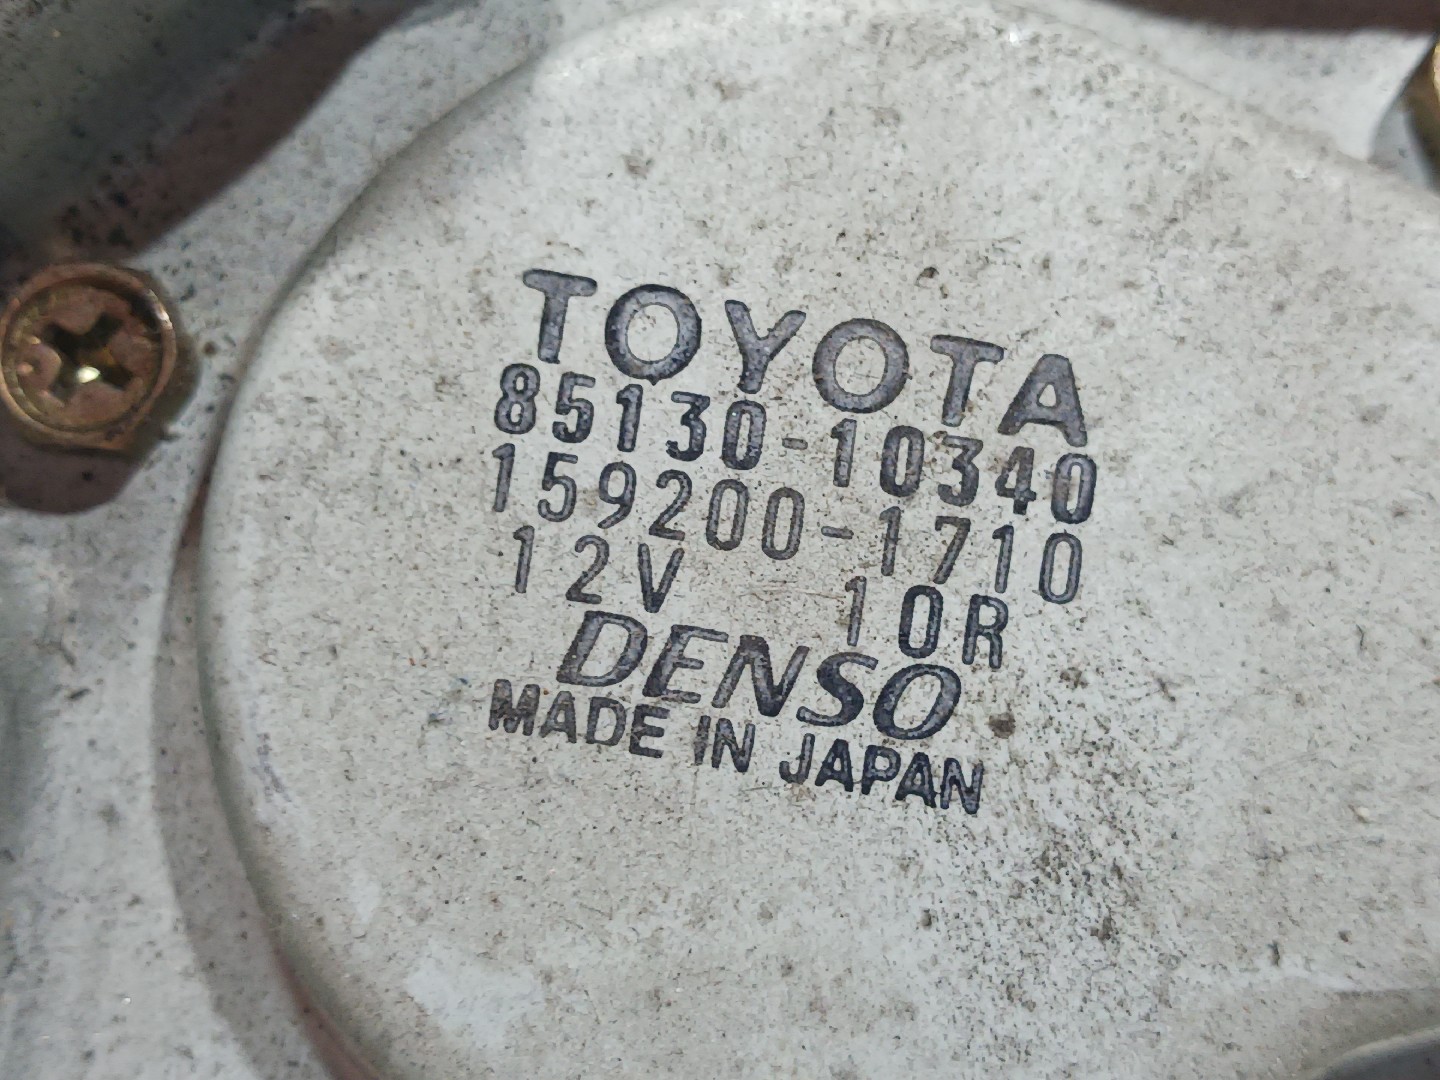 TOYOTA
85130-10340
159200-1710
12V 10R
DENSO
MADE IN JAPAN